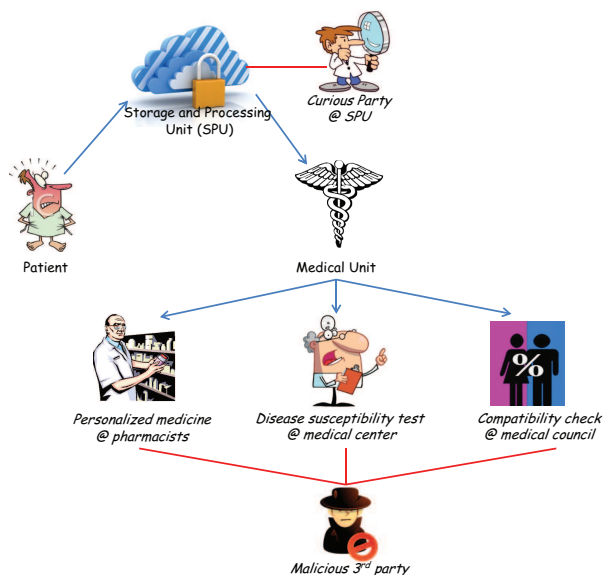 Curious Party
@ SPU
Storage and Processing
Unit (SPU)
Patient
Medical Unit
%
Personalized medicine
@ pharmacists
Disease susceptibility test
@ medical center
Compatibility check
@ medical council
Malicious 3rd party